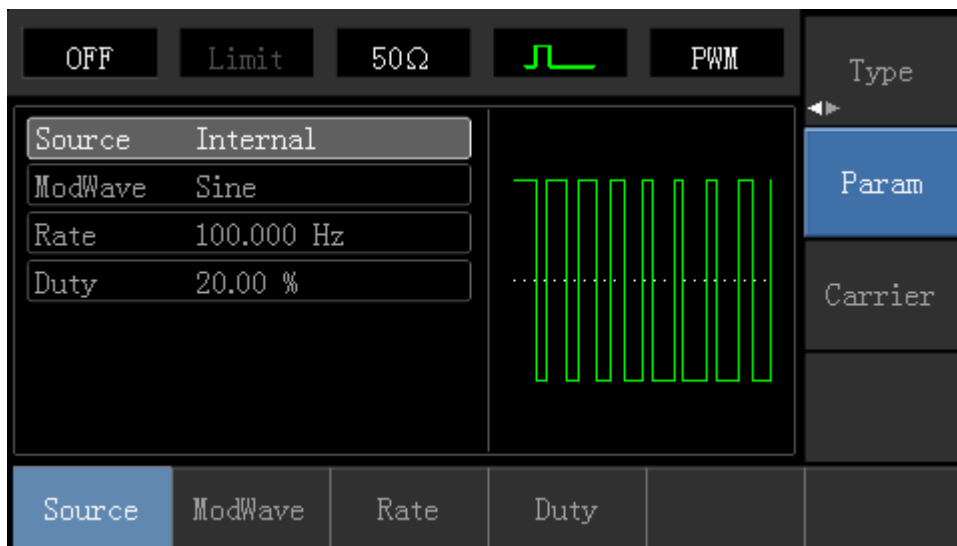 OFF Limit 50Ω PWM
Type
Source Internal
ModWave Sine
Rate 100.000 Hz
Duty 20.00 %
Param
Carrier
Source ModWave Rate Duty